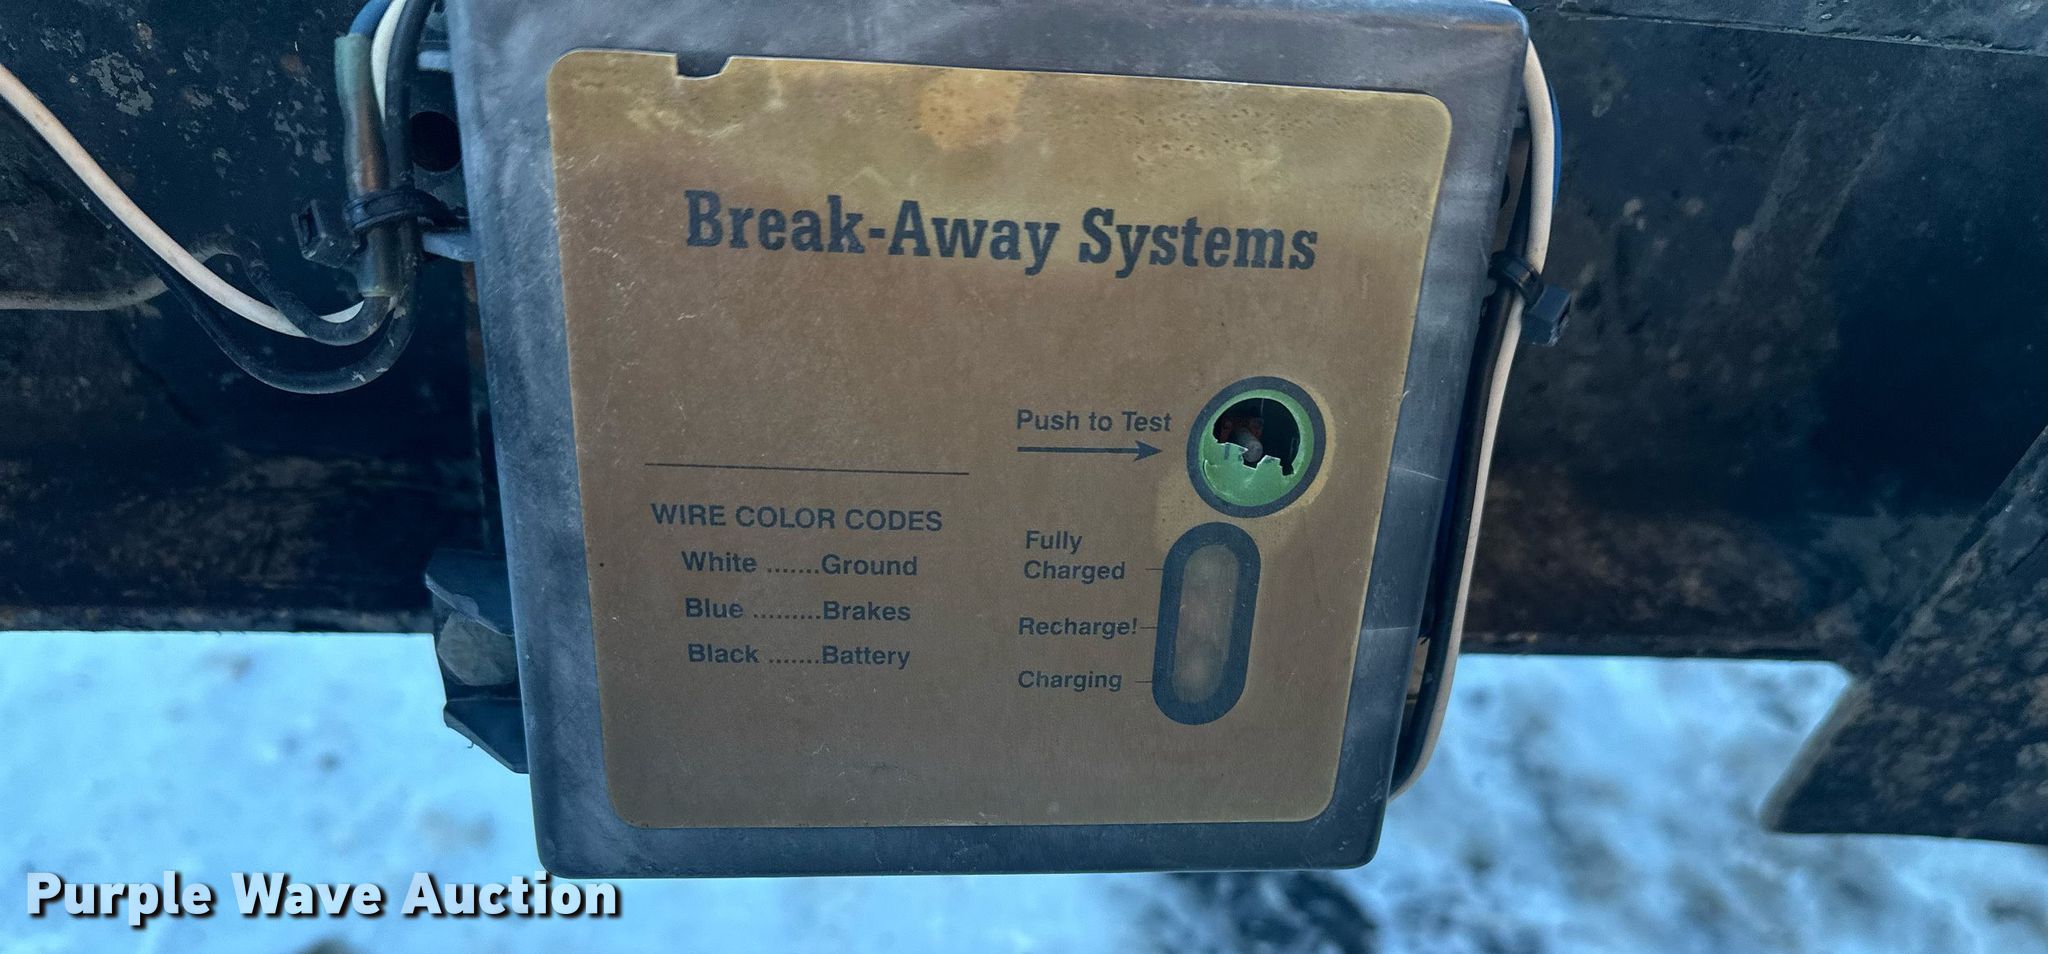 Break-Away Systems
Push to Test
WIRE COLOR CODES
White .......Ground
Blue .........Brakes
Black .......Battery
Fully
Charged
Recharge!
Charging
Purple Wave Auction